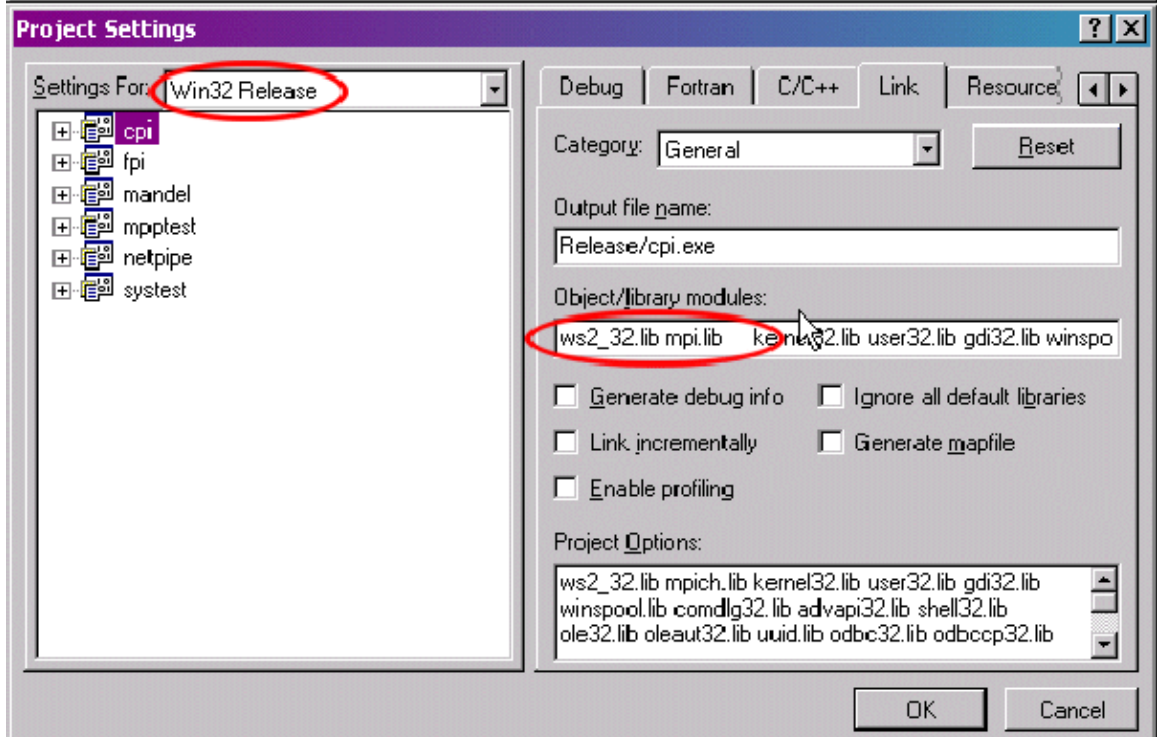 Project Settings
Settings For: Win32 Release
cpi
fpi
mandel
mpptest
netpipe
systest
Debug Fortran C/C++ Link Resource
Category: General Reset
Output file name:
Release/cpi.exe
Object/library modules:
ws2_32.lib mpi.lib kernel32.lib user32.lib gdi32.lib winspo
Generate debug info Ignore all default libraries
Link incrementally Generate mapfile
Enable profiling
Project Options:
ws2_32.lib mpich.lib kernel32.lib user32.lib gdi32.lib
winspool.lib comdlg32.lib advapi32.lib shell32.lib
ole32.lib oleaut32.lib uuid.lib odbc32.lib odbccp32.lib
OK Cancel